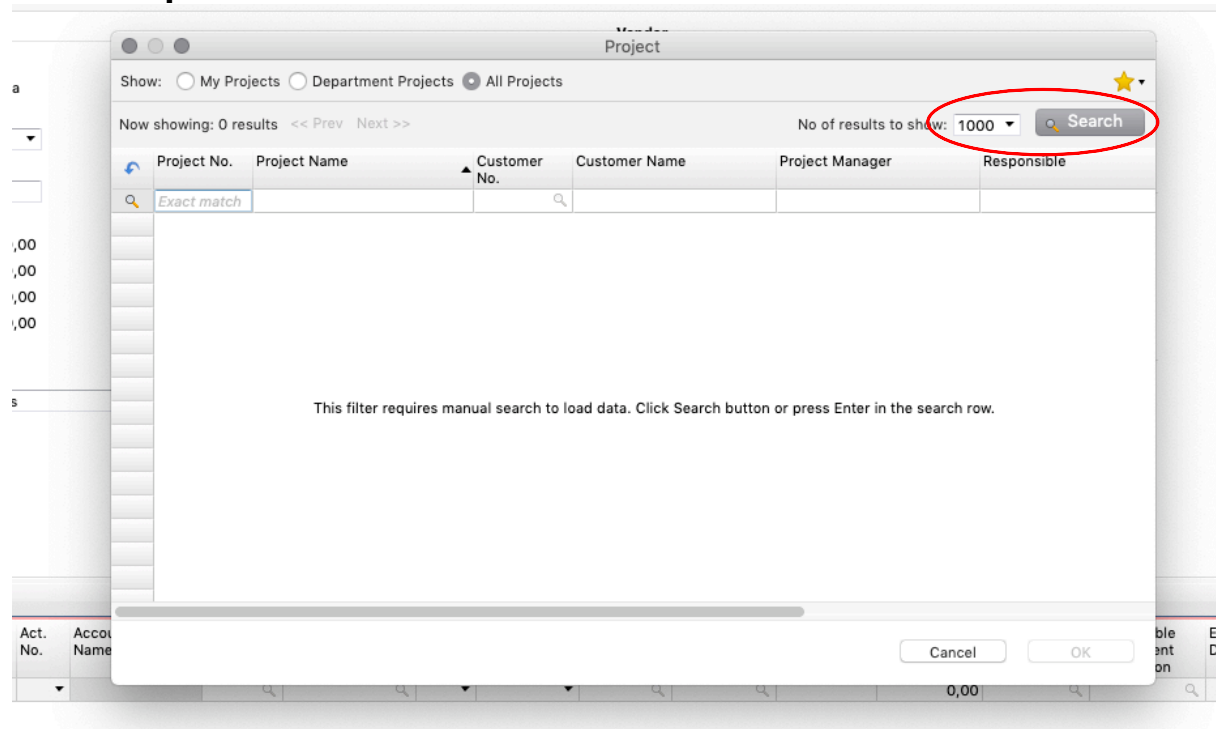 Project
Show: My Projects Department Projects All Projects
a
Now showing: 0 results << Prev Next >> No of results to show: 1000 Search
Project No. Project Name Customer No. Customer Name Project Manager Responsible
Exact match
,00
,00
,00
,00
s
This filter requires manual search to load data. Click Search button or press Enter in the search row.
Cancel OK
Act. No.
0,00